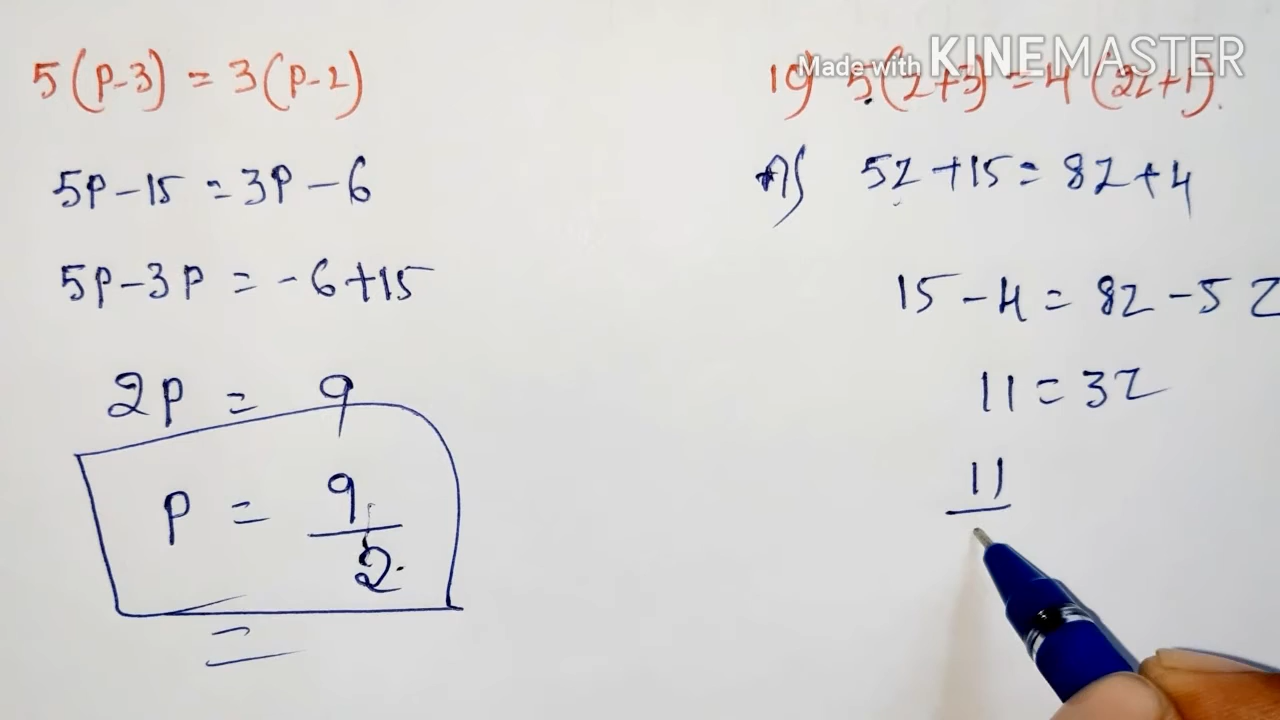 5(P-3) = 3(P-2)
5P-15 = 3P-6
5P-3P = -6+15
2P = 9
P = 9/2
Made with KINEMASTER
19) 5(z+3) = 4(2z+1).
A) 5z+15 = 8z+4
15-4 = 8z-5z
11 = 3z
11